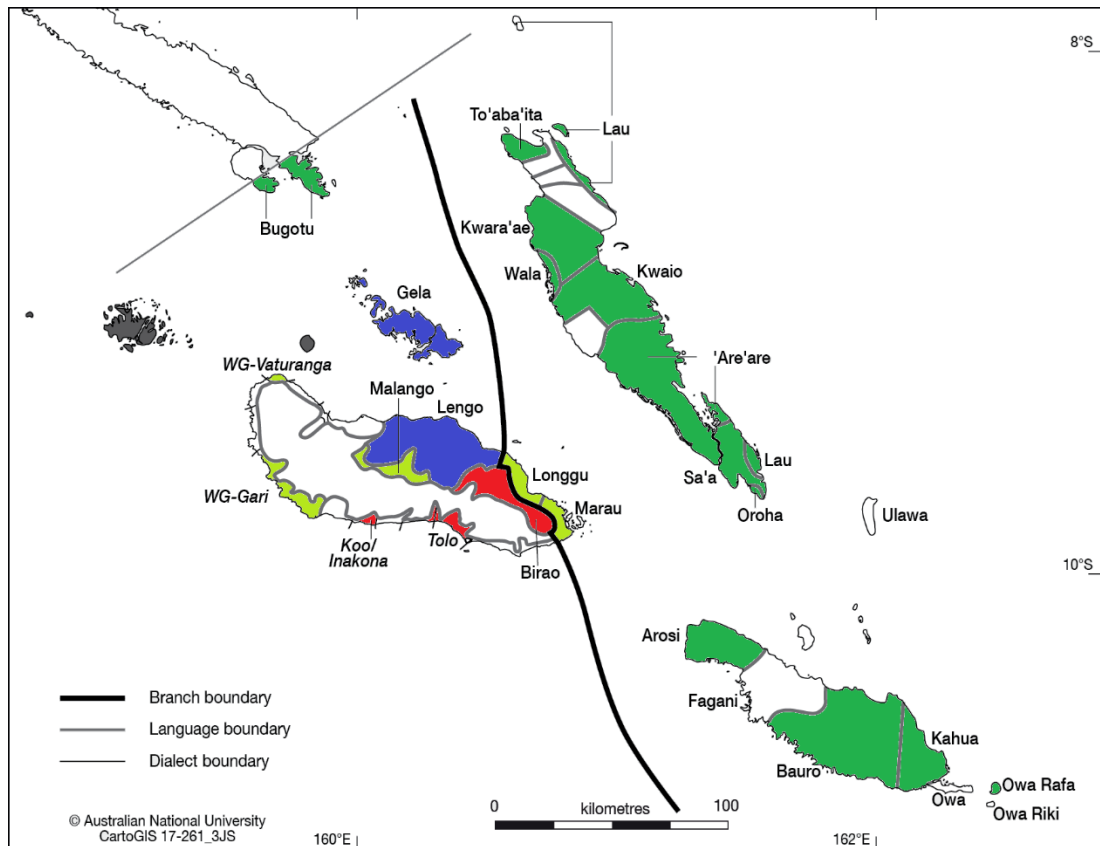 8°S
To'aba'ita
Lau
Bugotu
Kwara'ae
Wala
Kwaio
Gela
WG-Vaturanga
Malango
Lengo
'Are'are
WG-Gari
Longgu
Lau
Sa'a
Marau
Oroha
Ulawa
Koo/
Inakona
Tolo
Birao
10°S
Arosi
Fagani
Kahua
Bauro
Owa
Owa Rafa
Owa Riki
Branch boundary
Language boundary
Dialect boundary
0
kilometres
100
© Australian National University
CartoGIS 17-261_3JS
160°E
162°E